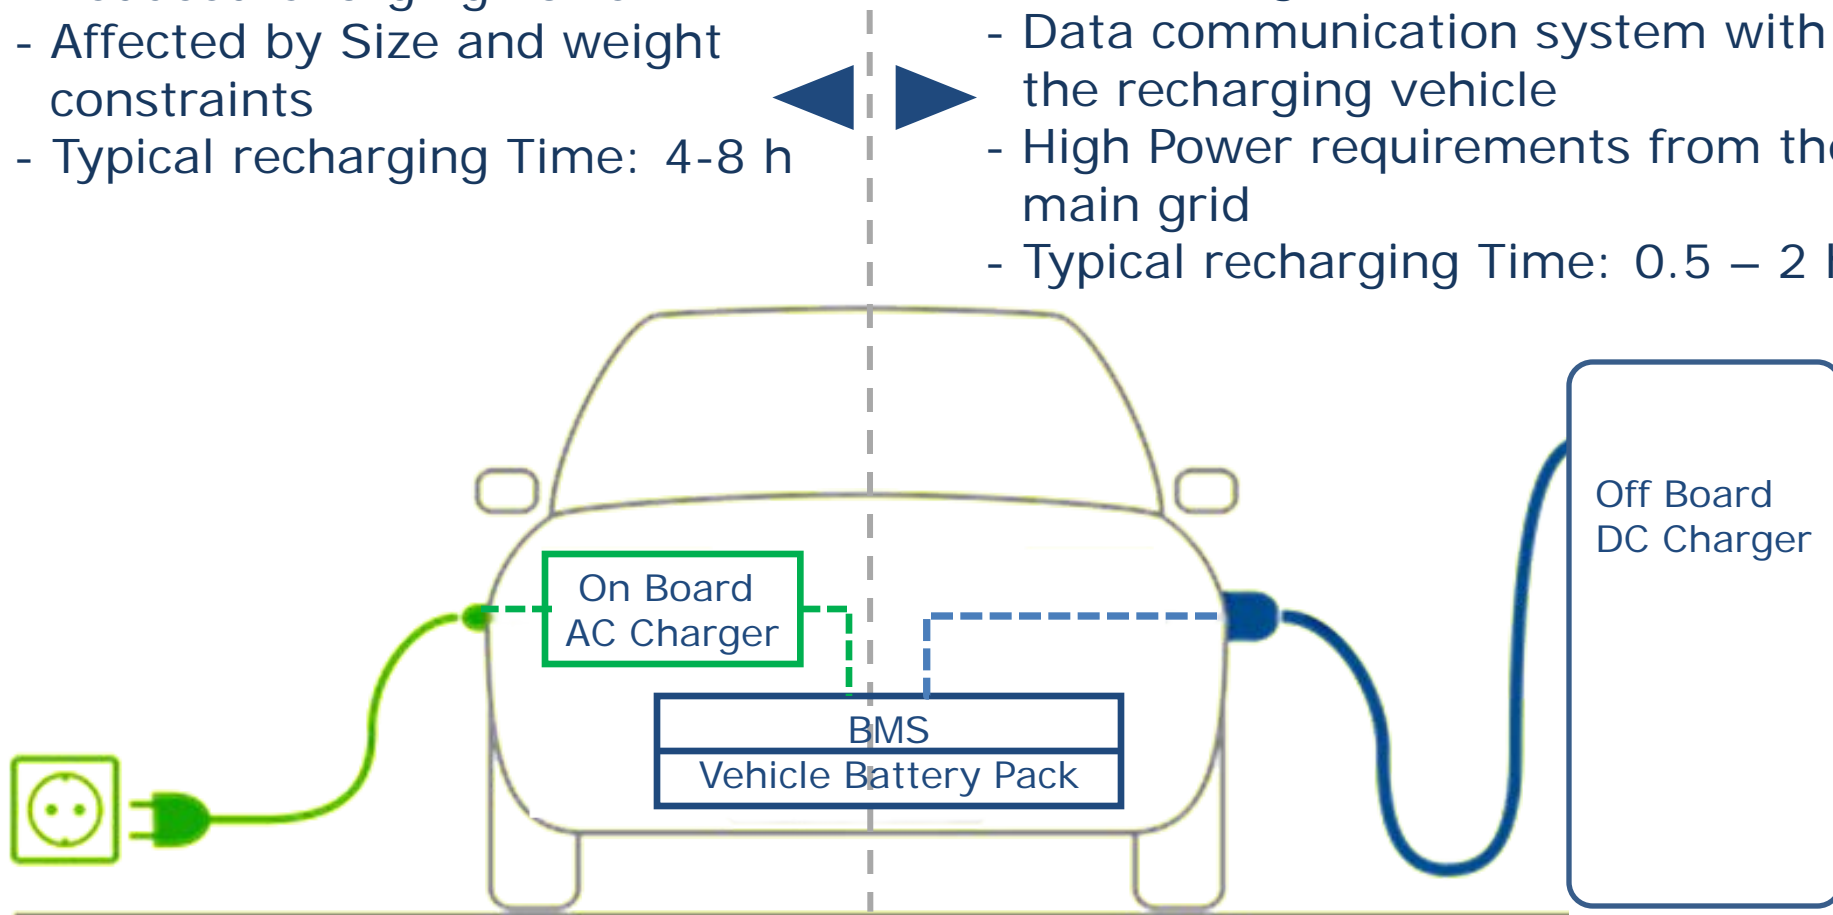 - Affected by Size and weight
constraints
- Typical recharging Time: 4-8 h
- Data communication system with
the recharging vehicle
- High Power requirements from the
main grid
- Typical recharging Time: 0.5 – 2 h
Off Board
DC Charger
On Board
AC Charger
BMS
Vehicle Battery Pack